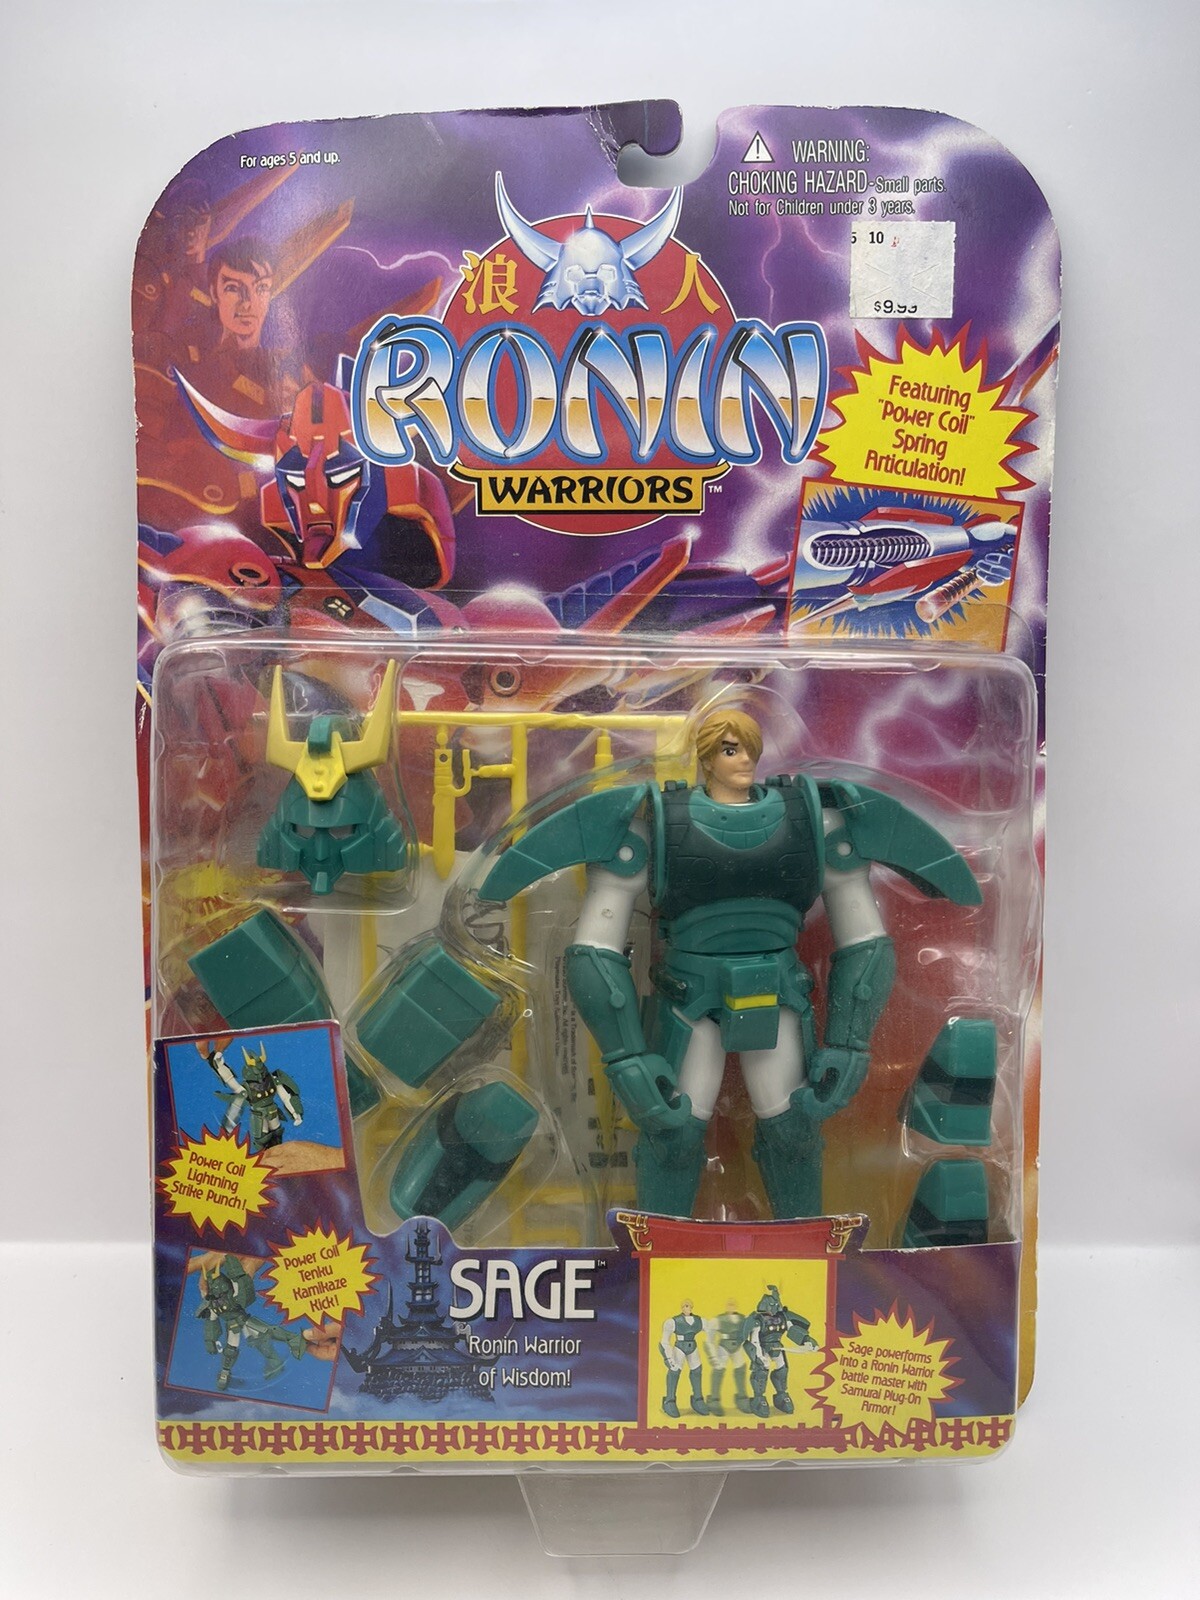 For ages 5 and up.
WARNING:
CHOKING HAZARD-Small parts.
Not for Children under 3 years.
5 10
$9.99
浪 人
RONIN
WARRIORS™
Featuring
"Power Coil"
Spring
Articulation!
Power Coil
Lightning
Strike Punch!
Power Coil
Tenku
Kamikaze
Kick!
SAGE™
Ronin Warrior
of Wisdom!
Sage powerforms
into a Ronin Warrior
battle master with
Samurai Plug-On
Armor!